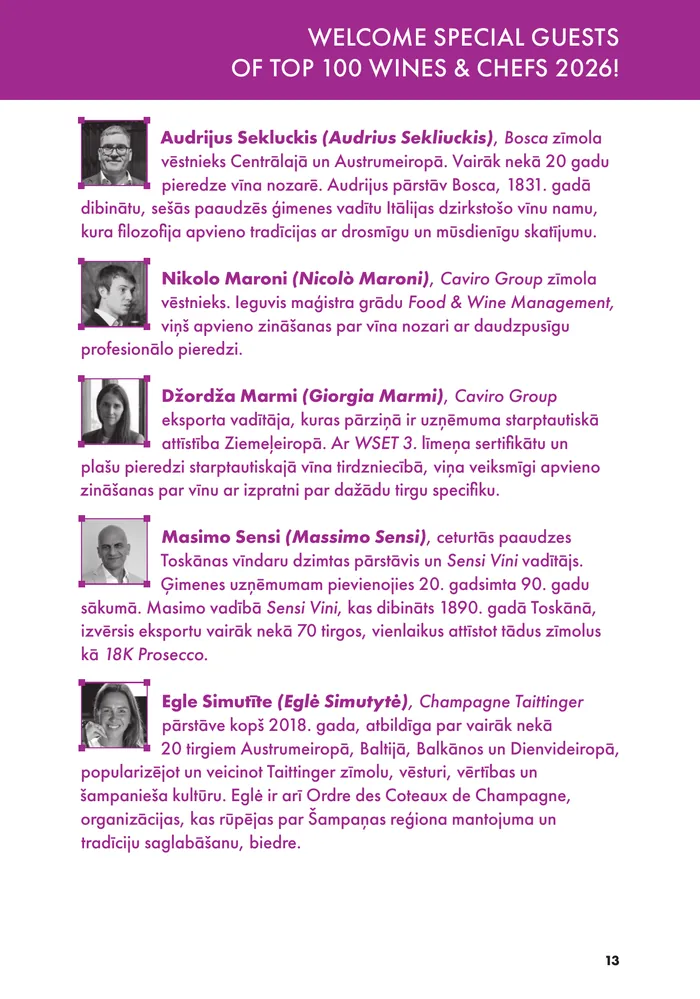 WELCOME SPECIAL GUESTS
OF TOP 100 WINES & CHEFS 2026!
Audrijus Sekluckis (Audrius Sekliuckis), Bosca zīmola
vēstnieks Centrālajā un Austrumeiropā. Vairāk nekā 20 gadu
pieredze vīna nozarē. Audrijus pārstāv Bosca, 1831. gadā
dibinātu, sešās paaudzēs ģimenes vadītu Itālijas dzirkstošo vīnu namu,
kura filozofija apvieno tradīcijas ar drosmīgu un mūsdienīgu skatījumu.
Nikolo Maroni (Nicolò Maroni), Caviro Group zīmola
vēstnieks. Ieguvis maģistra grādu Food & Wine Management,
viņš apvieno zināšanas par vīna nozari ar daudzpusīgu
profesionālo pieredzi.
Džordža Marmi (Giorgia Marmi), Caviro Group
eksporta vadītāja, kuras pārziņā ir uzņēmuma starptautiskā
attīstība Ziemeļeiropā. Ar WSET 3. līmeņa sertifikātu un
plašu pieredzi starptautiskajā vīna tirdzniecībā, viņa veiksmīgi apvieno
zināšanas par vīnu ar izpratni par dažādu tirgu specifiku.
Masimo Sensi (Massimo Sensi), ceturtās paaudzes
Toskānas vīndaru dzimtas pārstāvis un Sensi Vini vadītājs.
Ģimenes uzņēmumam pievienojies 20. gadsimta 90. gadu
sākumā. Masimo vadībā Sensi Vini, kas dibināts 1890. gadā Toskānā,
izvērsis eksportu vairāk nekā 70 tirgos, vienlaikus attīstot tādus zīmolus
kā 18K Prosecco.
Egle Simutīte (Eglė Simutytė), Champagne Taittinger
pārstāve kopš 2018. gada, atbildīga par vairāk nekā
20 tirgiem Austrumeiropā, Baltijā, Balkānos un Dienvideiropā,
popularizējot un veicinot Taittinger zīmolu, vēsturi, vērtības un
šampanieša kultūru. Eglė ir arī Ordre des Coteaux de Champagne,
organizācijas, kas rūpējas par Šampaņas reģiona mantojuma un
tradīciju saglabāšanu, biedre.
13